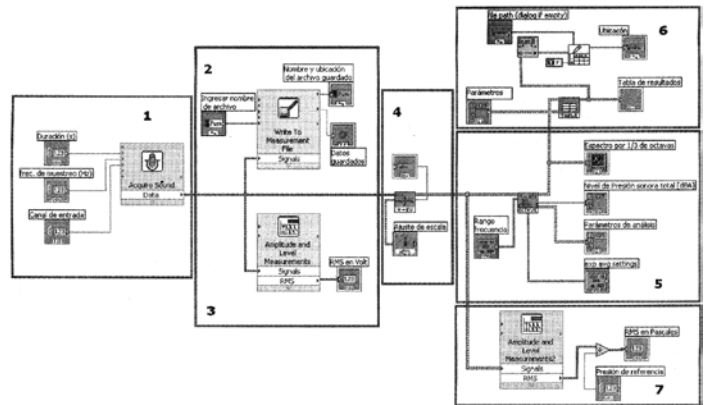 1
Duración (s)
frec. de muestreo (Hz)
Canal de entrada
Acquire Sound
Data
2
Ingresar nombre
de archivo
Nombre y ubicación
del archivo guardado
Write To
Measurement
File
Signals
Datos
guardados
Amplitude and
Level
Measurements
Signals
RMS
RMS en Volt
3
4
Ajuste de escala
file path (dialog if empty)
6
Ubicación
Parámetros
TABLE
Tabla de resultados
Espectro por 1/3 de octavas
Nivel de Presión sonora total (dBA)
Rango
frecuencia
Parámetros de análisis
exp avg settings
5
Amplitude and
Level
Measurements2
Signals
RMS
RMS en Pascales
Presión de referencia
7